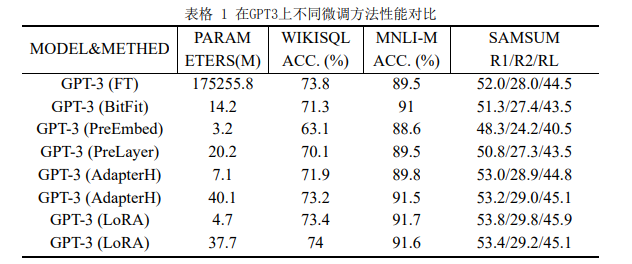 表格 1 在GPT3上不同微调方法性能对比
MODEL&METHED PARAMETERS(M) WIKISQL ACC. (%) MNLI-M ACC. (%) SAMSUM R1/R2/RL
GPT-3 (FT) 175255.8 73.8 89.5 52.0/28.0/44.5
GPT-3 (BitFit) 14.2 71.3 91 51.3/27.4/43.5
GPT-3 (PreEmbed) 3.2 63.1 88.6 48.3/24.2/40.5
GPT-3 (PreLayer) 20.2 70.1 89.5 50.8/27.3/43.5
GPT-3 (AdapterH) 7.1 71.9 89.8 53.0/28.9/44.8
GPT-3 (AdapterH) 40.1 73.2 91.5 53.2/29.0/45.1
GPT-3 (LoRA) 4.7 73.4 91.7 53.8/29.8/45.9
GPT-3 (LoRA) 37.7 74 91.6 53.4/29.2/45.1